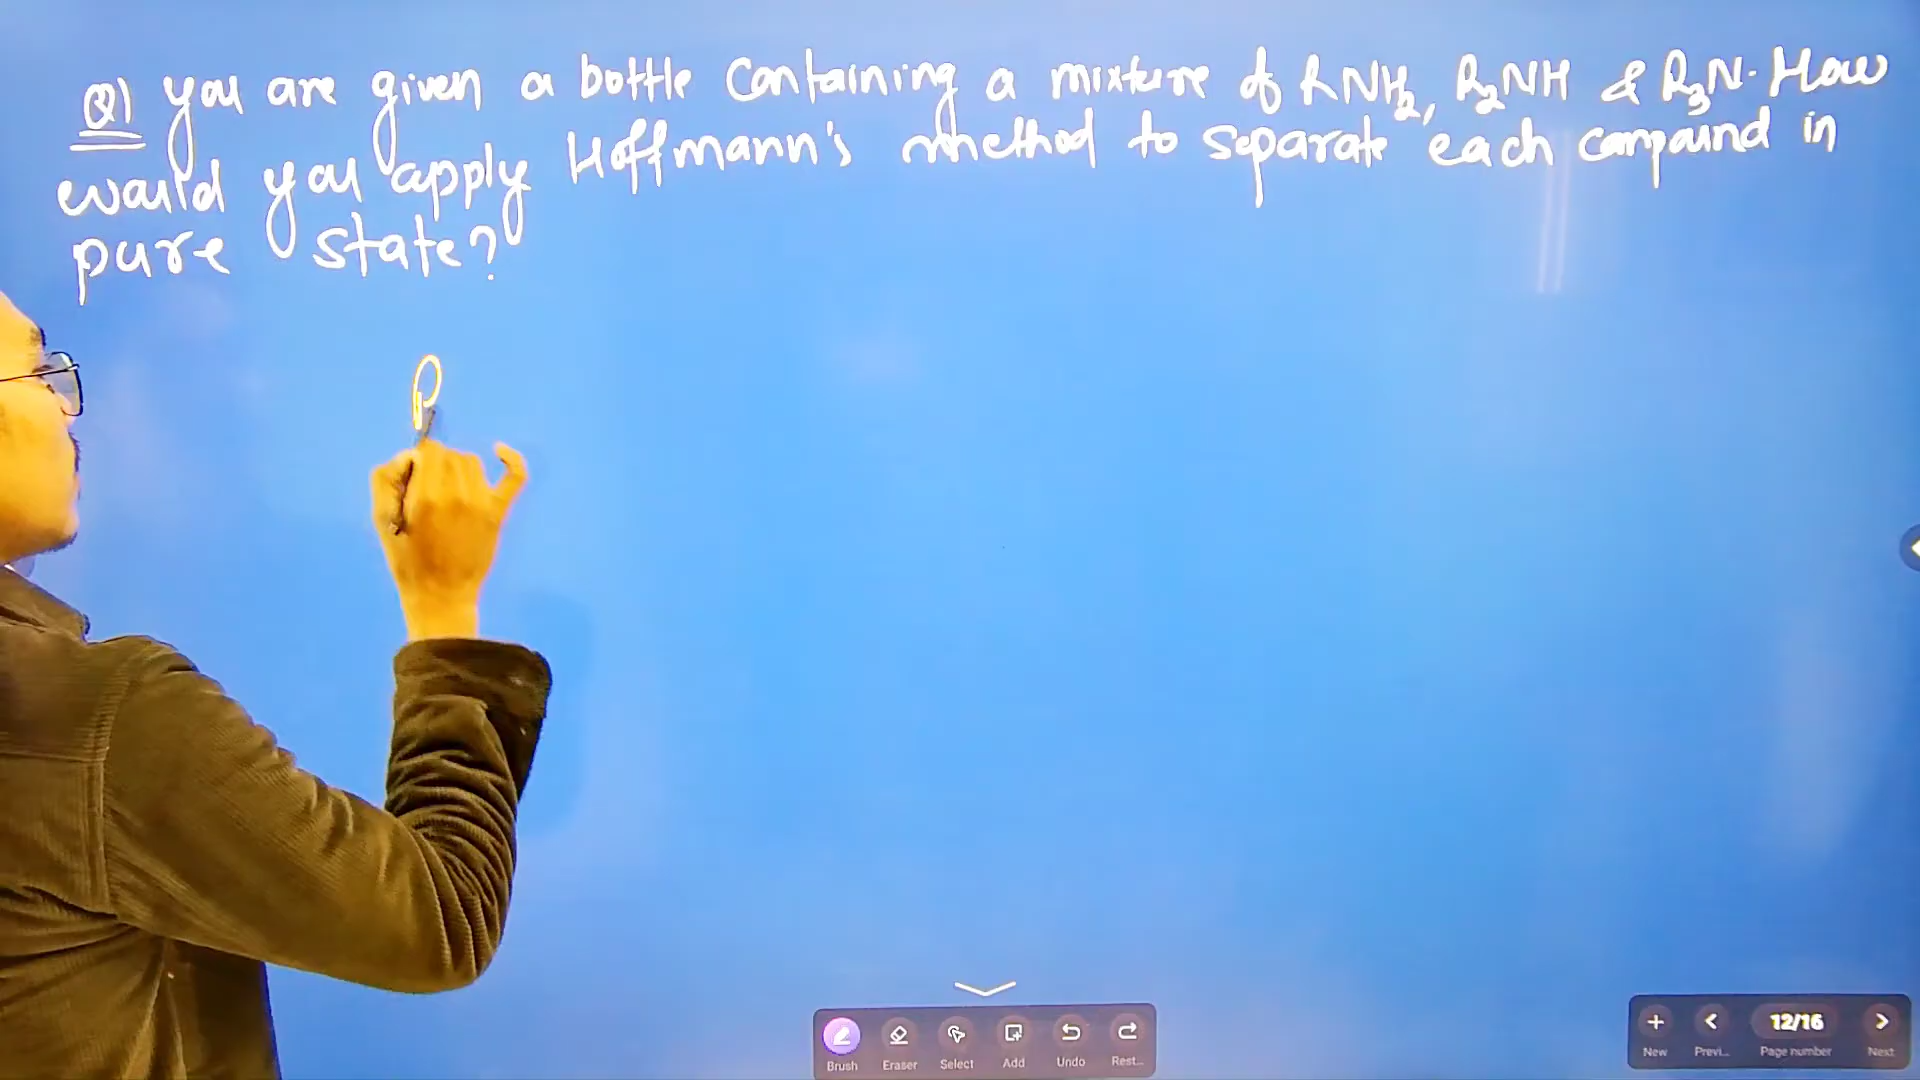 Q1 you are given a bottle containing a mixture of RNH₂, R₂NH & R₃N. How
would you apply Hoffmann's method to separate each compound in
pure state?
R
Brush Eraser Select Add Undo Rest...
New Previ... 12/16 Page number Next